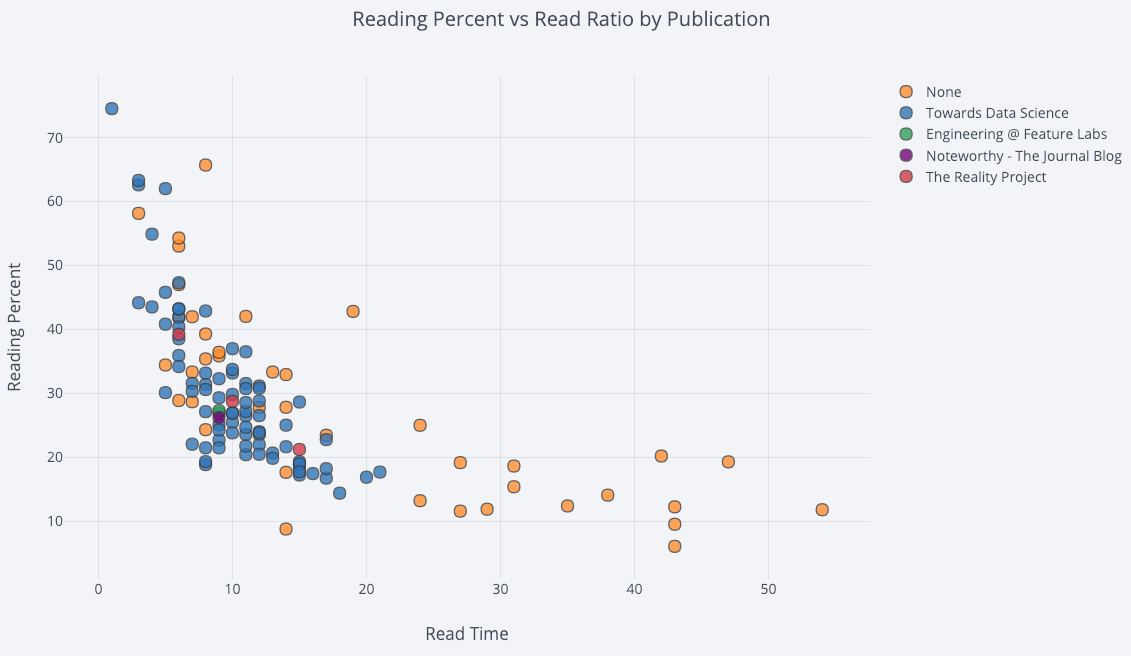 Reading Percent vs Read Ratio by Publication
None
Towards Data Science
Engineering @ Feature Labs
Noteworthy - The Journal Blog
The Reality Project
Reading Percent
70
60
50
40
30
20
10
0 10 20 30 40 50
Read Time